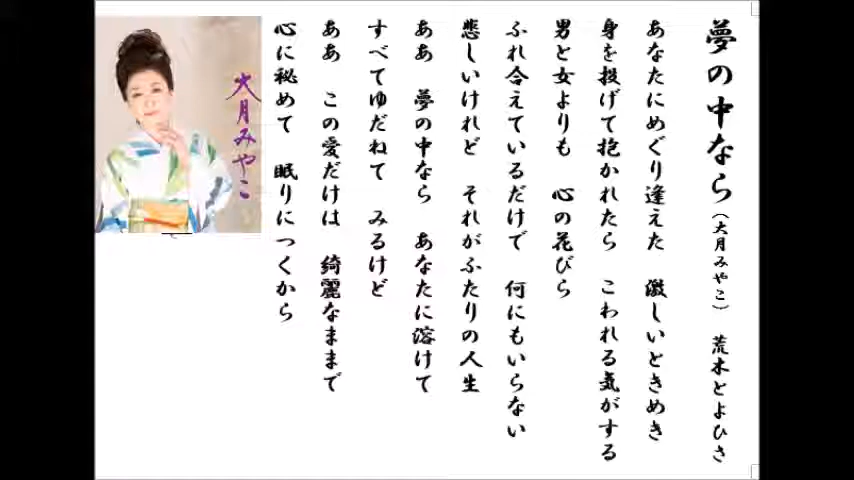 夢の中なら（大月みやこ）　荒木とよひさ
あなたにめぐり逢えた　激しいときめき
身を投げて抱かれたら　こわれる気がする
男と女よりも　心の花びら
ふれ合えているだけで　何にもいらない
悲しいけれど　それがふたりの人生
ああ　夢の中なら　あなたに溶けて
すべてゆだねて　みるけど
ああ　この愛だけは　綺麗なままで
心に秘めて　眠りにつくから
大月みやこ